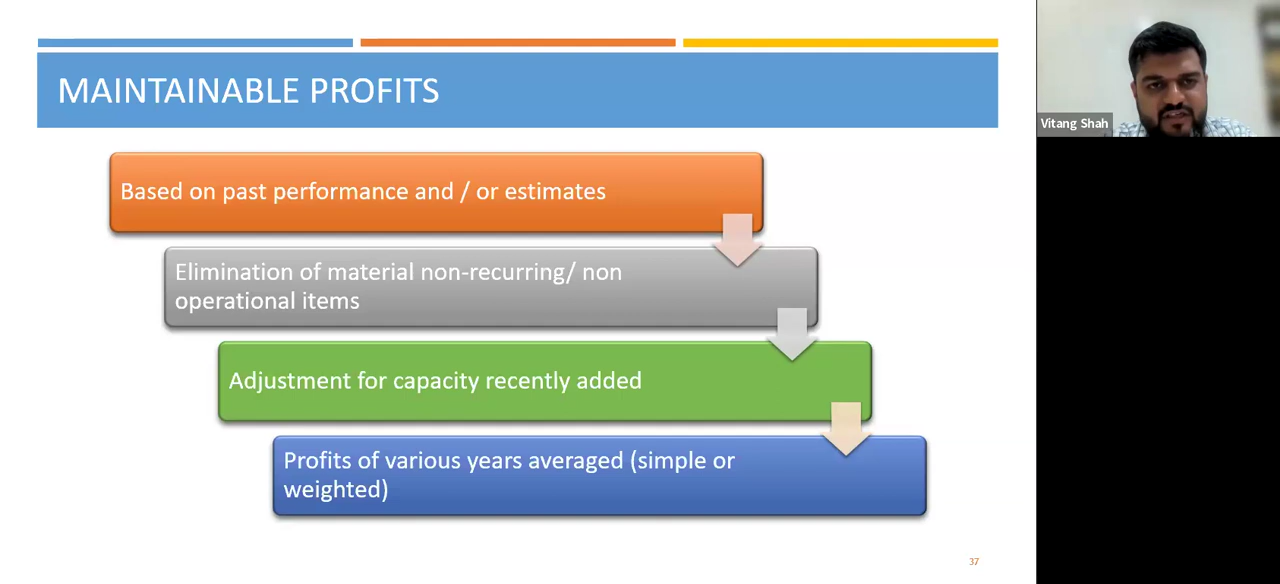 MAINTAINABLE PROFITS
Vitang Shah
Based on past performance and / or estimates
Elimination of material non-recurring/ non
operational items
Adjustment for capacity recently added
Profits of various years averaged (simple or
weighted)
37